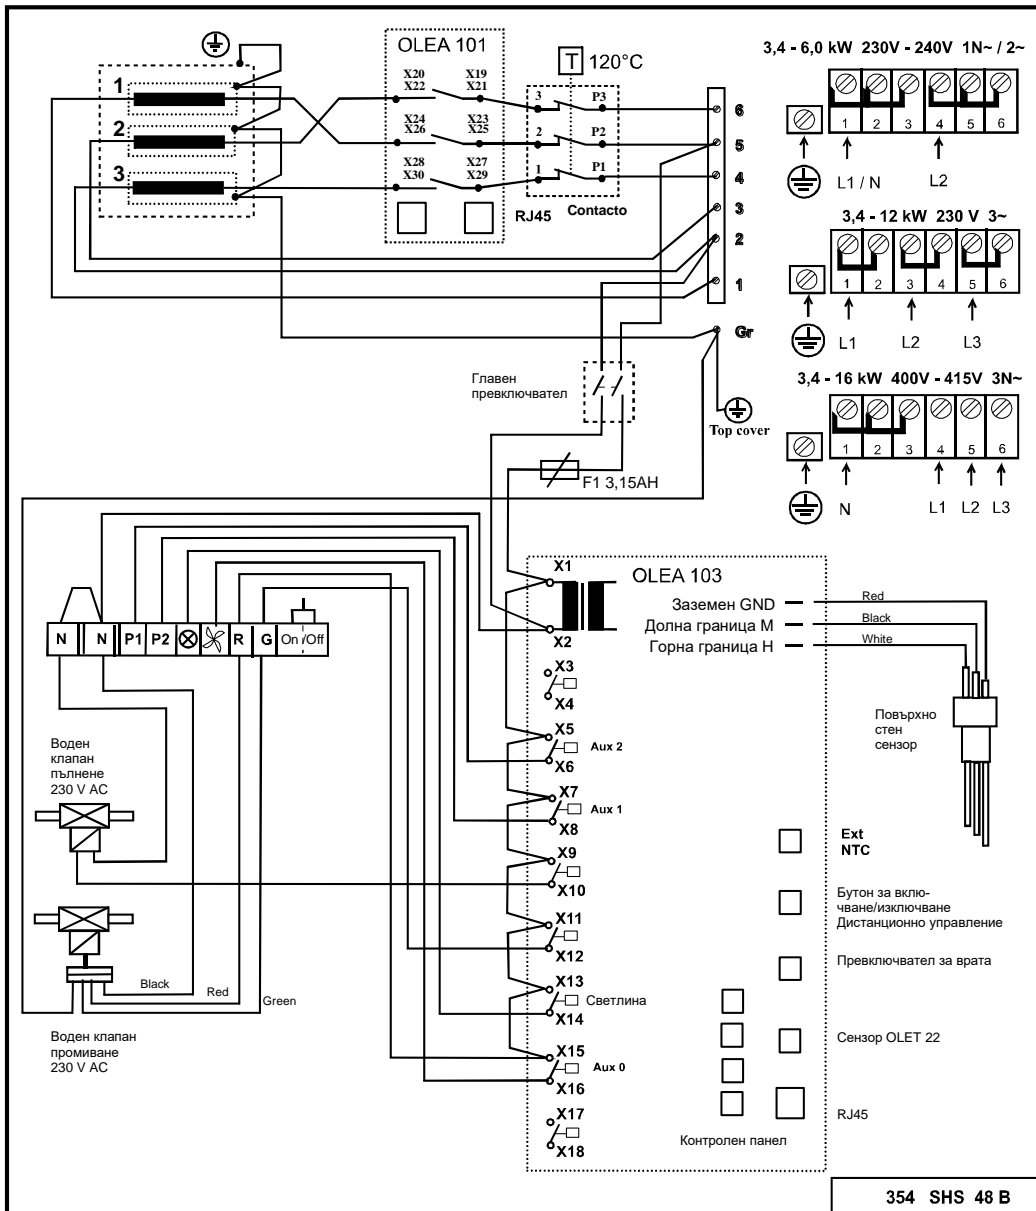 OLEA 101
T 120°C
3,4 - 6,0 kW 230V - 240V 1N~ / 2~
1
2
3
X20 X19
X22 X21
X24 X23
X26 X25
X28 X27
X30 X29
3 P3
2 P2
1 P1
RJ45
Contacto
6
5
4
3
2
1
Gr
1 2 3 4 5 6
L1 / N L2
3,4 - 12 kW 230 V 3~
1 2 3 4 5 6
L1 L2 L3
3,4 - 16 kW 400V - 415V 3N~
1 2 3 4 5 6
N L1 L2 L3
Главен
превключвател
Top cover
F1 3,15AH
N N P1 P2 R G On /Off
Воден
клапан
пълнене
230 V AC
Black
Red
Green
Воден клапан
промиване
230 V AC
OLEA 103
X1
X2
X3
X4
X5
Aux 2
X6
X7
Aux 1
X8
X9
X10
X11
X12
X13
Светлина
X14
X15
Aux 0
X16
X17
X18
Заземен GND
Долна граница M
Горна граница H
Red
Black
White
Повърхно
стен
сензор
Ext
NTC
Бутон за вклю-
чване/изключване
Дистанционно управление
Превключвател за врата
Сензор OLET 22
RJ45
Контролен панел
354 SHS 48 B